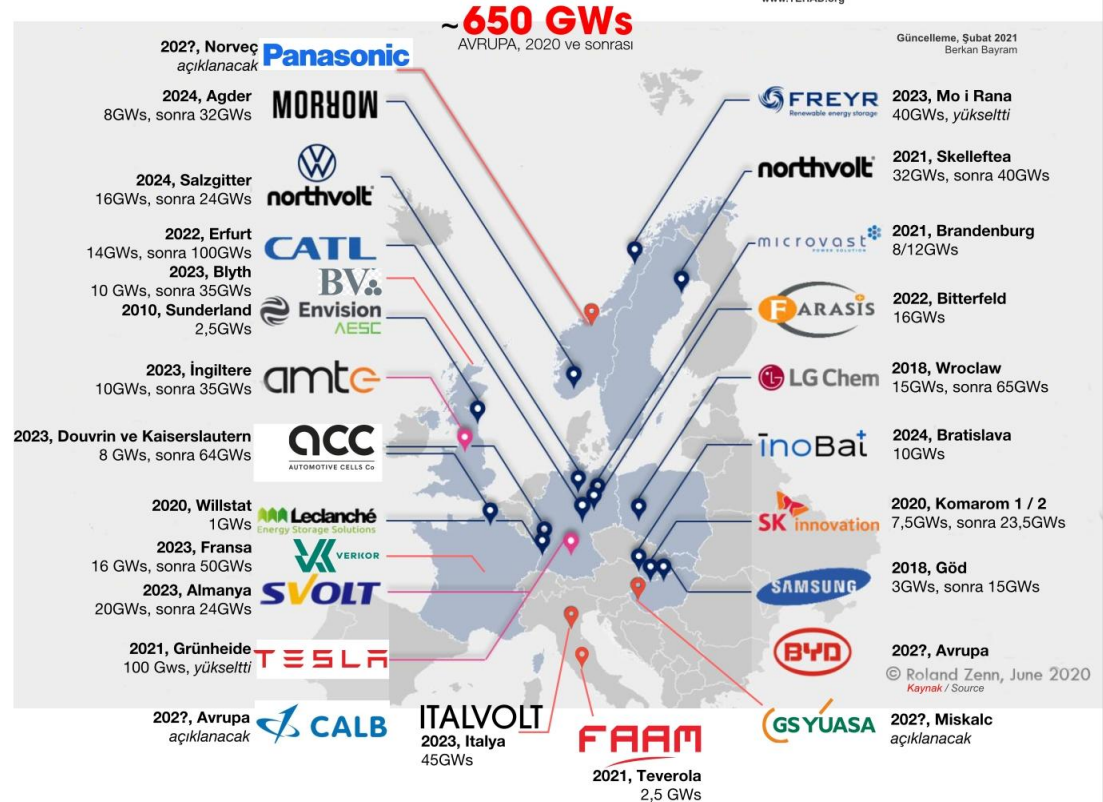 www.TEHAD.org
~650 GWs
AVRUPA, 2020 ve sonrası
Güncelleme, Şubat 2021
Berkan Bayram
202?, Norveç
açıklanacak
Panasonic
2024, Agder
8GWs, sonra 32GWs
MORROW
2024, Salzgitter
16GWs, sonra 24GWs
northvolt
2022, Erfurt
14GWs, sonra 100GWs
CATL
2023, Blyth
10 GWs, sonra 35GWs
BV
2010, Sunderland
2,5GWs
Envision
AESC
2023, İngiltere
10GWs, sonra 35GWs
amte
2023, Douvrin ve Kaiserslautern
8 GWs, sonra 64GWs
acc
AUTOMOTIVE CELLS Co
2020, Willstat
1GWs
Leclanché
Energy Storage Solutions
2023, Fransa
16 GWs, sonra 50GWs
VERKOR
2023, Almanya
20GWs, sonra 24GWs
SVOLT
2021, Grünheide
100 Gws, yükseltti
TESLA
202?, Avrupa
açıklanacak
CALB
ITALVOLT
2023, Italya
45GWs
FAAM
2021, Teverola
2,5 GWs
FREYR
Renewable energy storage
2023, Mo i Rana
40GWs, yükseltti
northvolt
2021, Skelleftea
32GWs, sonra 40GWs
microvast
POWER SOLUTION
2021, Brandenburg
8/12GWs
FARASIS
2022, Bitterfeld
16GWs
LG Chem
2018, Wroclaw
15GWs, sonra 65GWs
inoBat
2024, Bratislava
10GWs
SK innovation
2020, Komarom 1 / 2
7,5GWs, sonra 23,5GWs
SAMSUNG
2018, Göd
3GWs, sonra 15GWs
BYD
202?, Avrupa
© Roland Zenn, June 2020
Kaynak / Source
GS YUASA
202?, Miskalc
açıklanacak